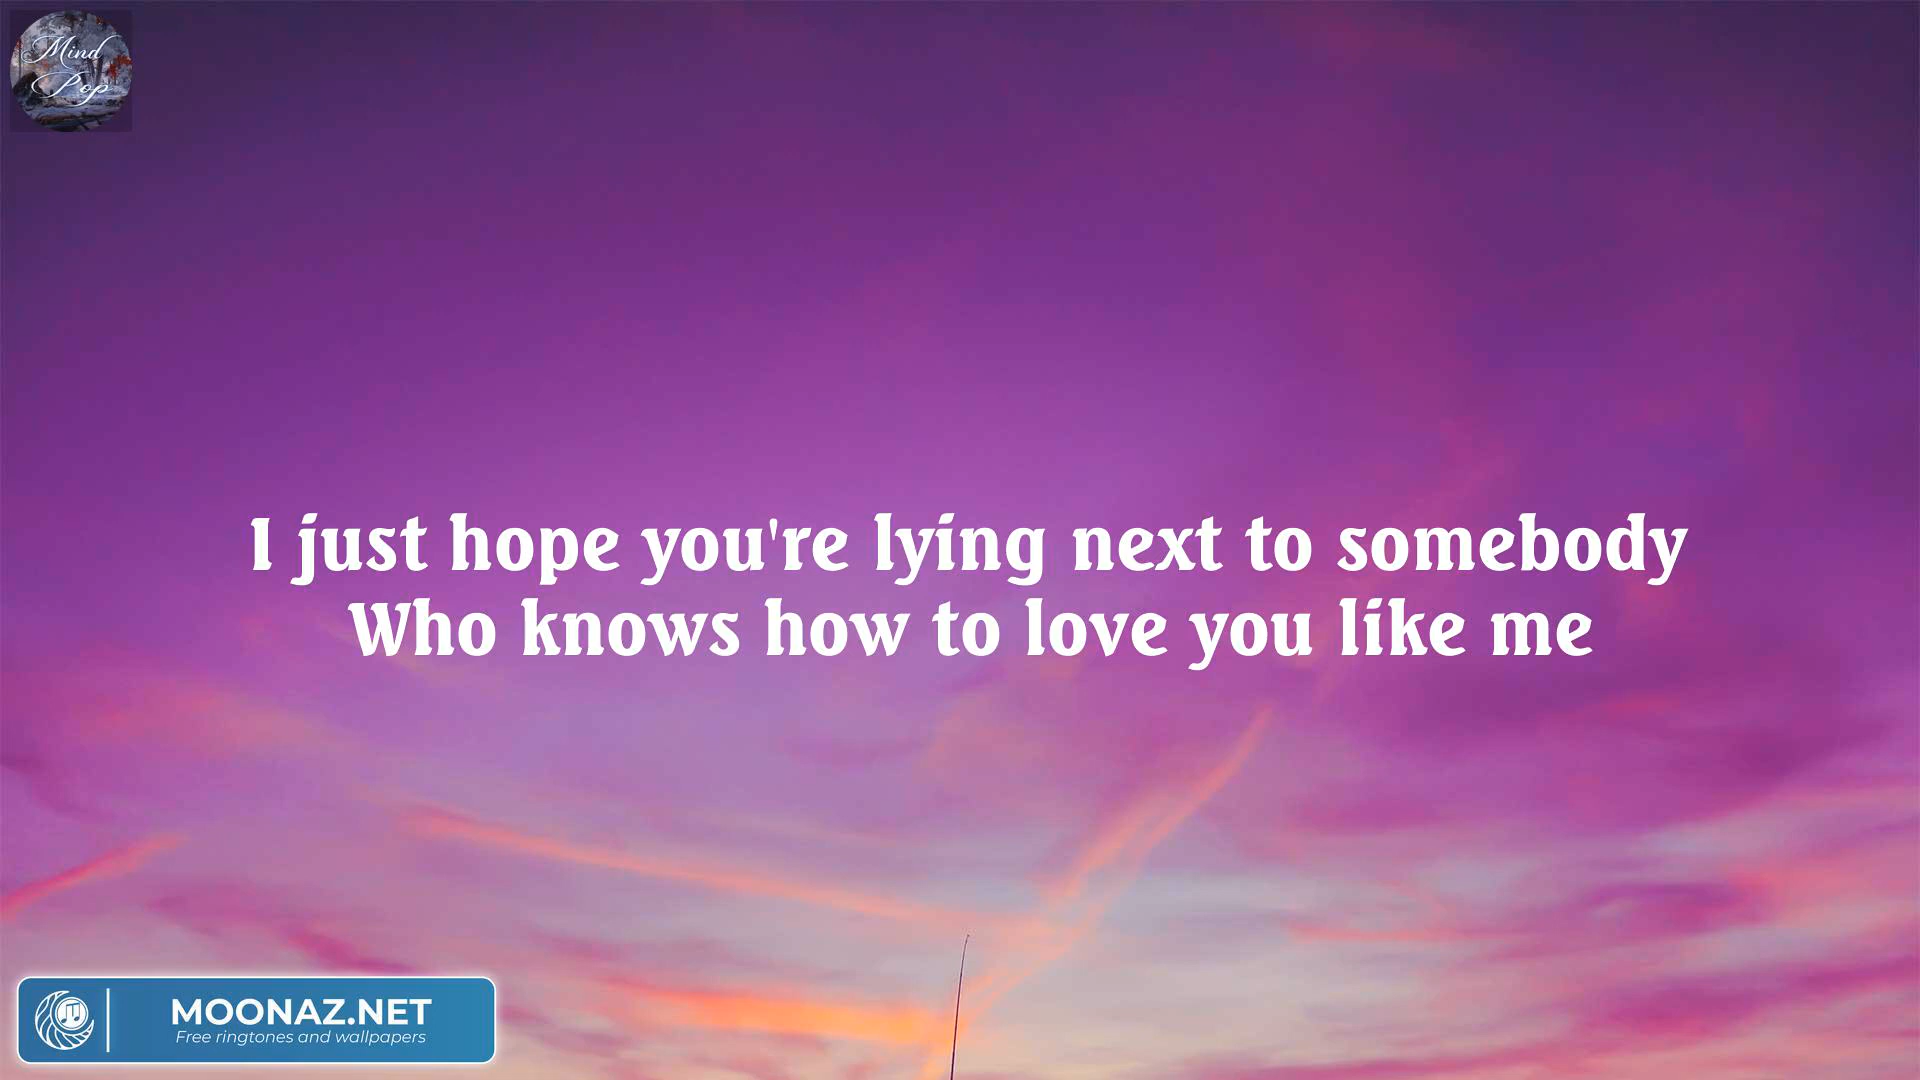 Mind
Pop
I just hope you're lying next to somebody
Who knows how to love you like me
MOONAZ.NET
Free ringtones and wallpapers